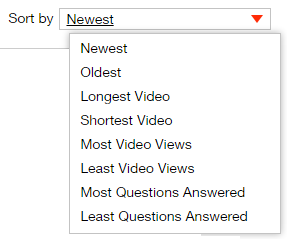 Sort by Newest
Newest
Oldest
Longest Video
Shortest Video
Most Video Views
Least Video Views
Most Questions Answered
Least Questions Answered